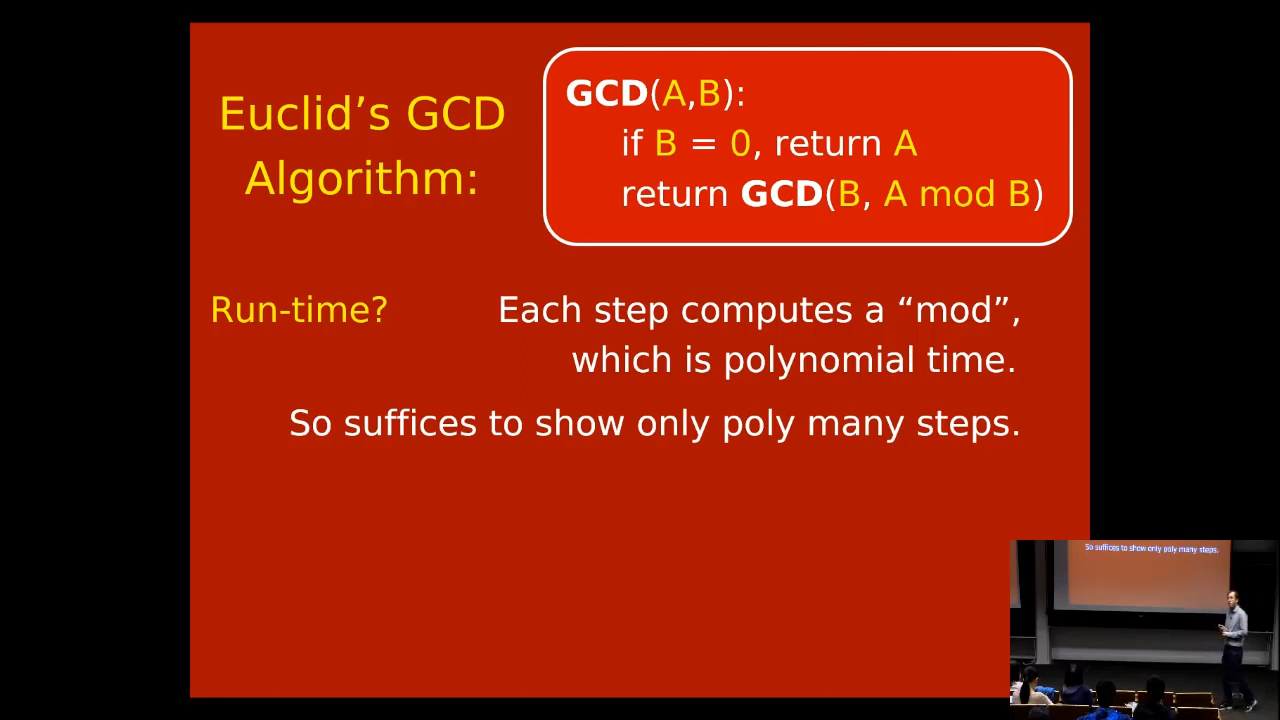 Euclid’s GCD
Algorithm:
GCD(A,B):
if B = 0, return A
return GCD(B, A mod B)
Run-time?
Each step computes a “mod”,
which is polynomial time.
So suffices to show only poly many steps.
So suffices to show only poly many steps.